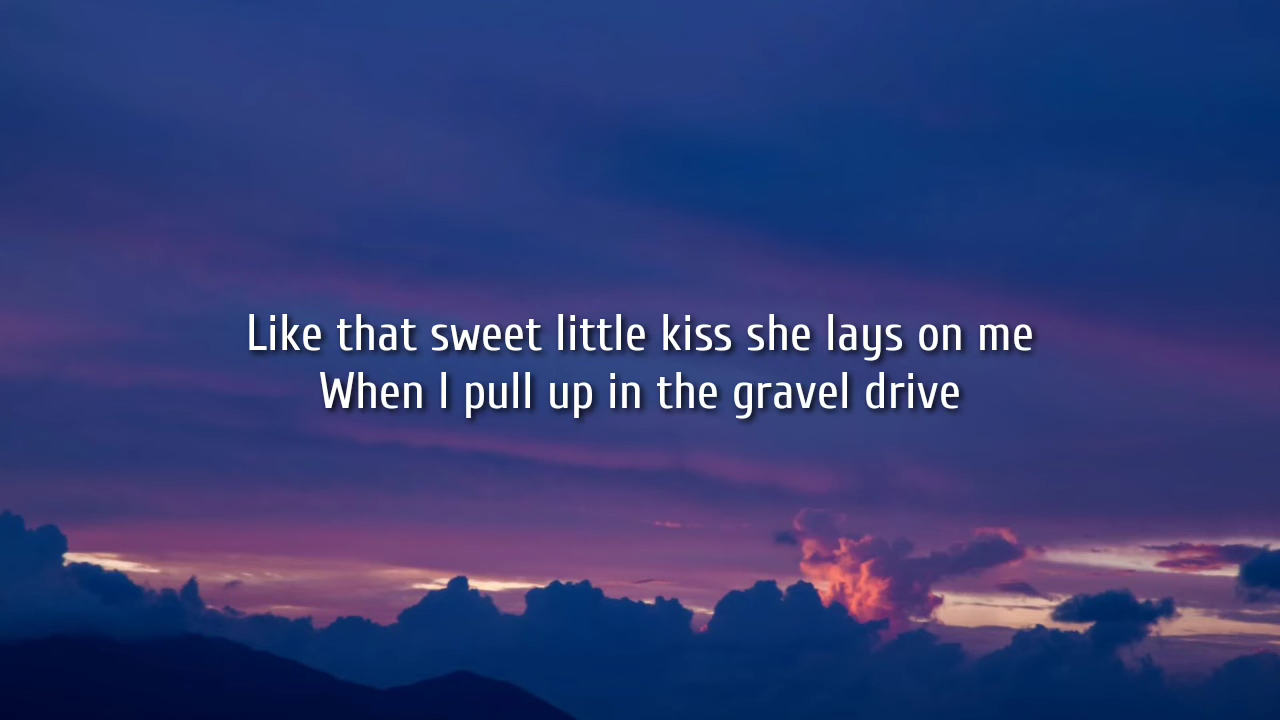 Like that sweet little kiss she lays on me
When I pull up in the gravel drive